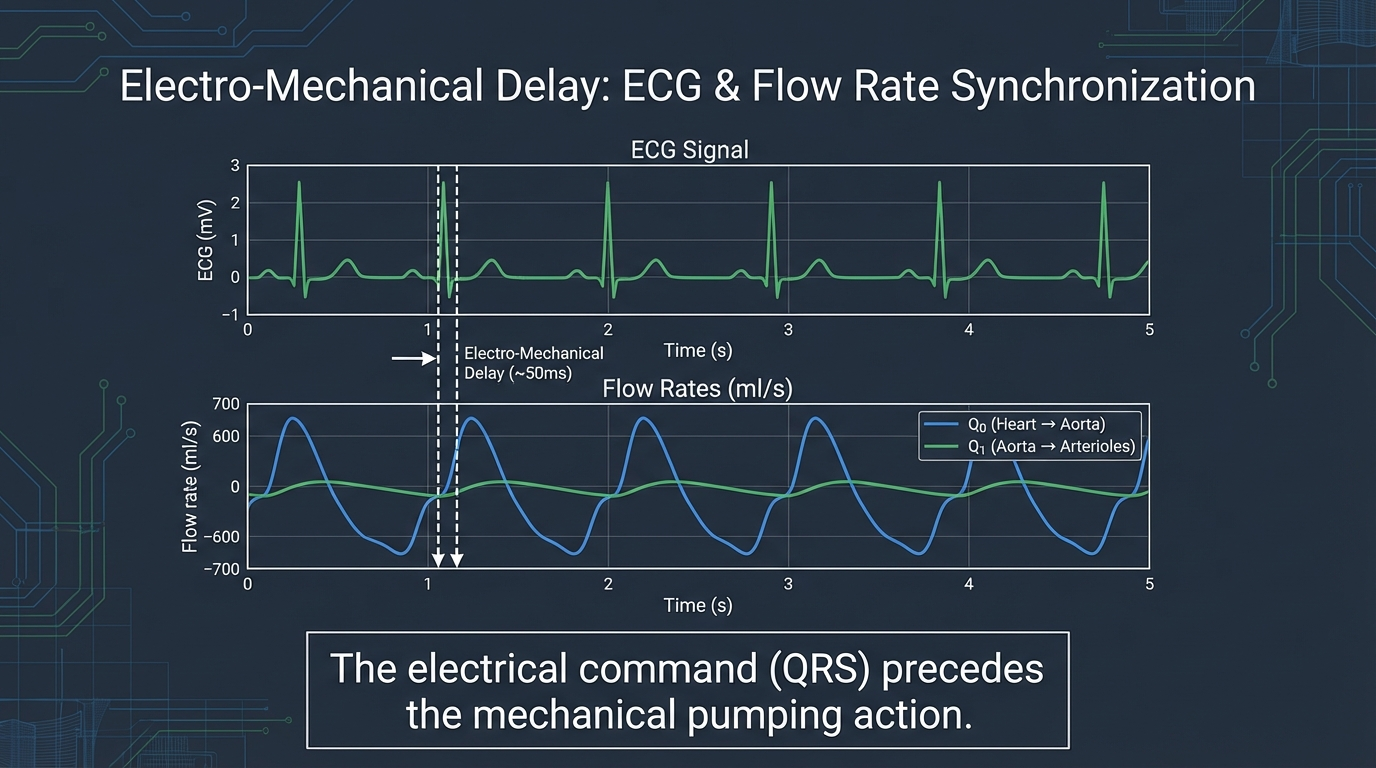 Electro-Mechanical Delay: ECG & Flow Rate Synchronization
ECG Signal
ECG (mV)
3
2
1
0
−1
0 1 2 3 4 5
Time (s)
Electro-Mechanical
Delay (~50ms)
Flow Rates (ml/s)
Flow rate (ml/s)
700
600
0
−600
−700
Q₀ (Heart → Aorta)
Q₁ (Aorta → Arterioles)
0 1 2 3 4 5
Time (s)
The electrical command (QRS) precedes
the mechanical pumping action.